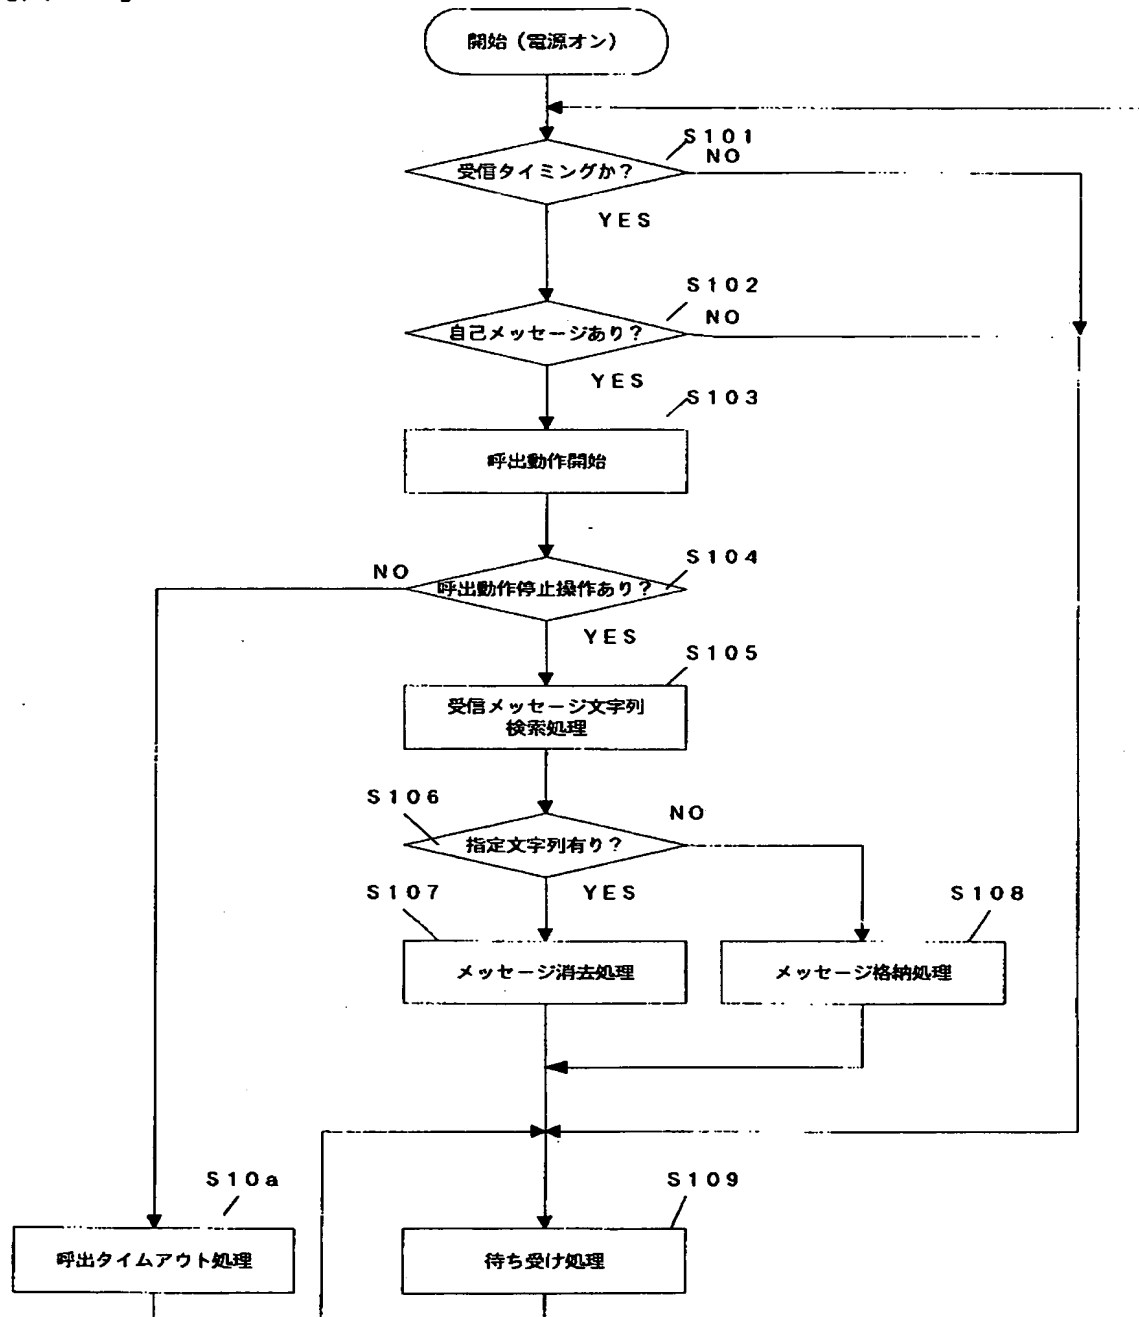 開始(電源オン)
S101
受信タイミングか?
NO
YES
S102
自己メッセージあり?
NO
YES
S103
呼出動作開始
S104
NO
呼出動作停止操作あり?
YES
S105
受信メッセージ文字列
検索処理
S106
NO
指定文字列有り?
S107
YES
S108
メッセージ消去処理
メッセージ格納処理
S10a
S109
呼出タイムアウト処理
待ち受け処理